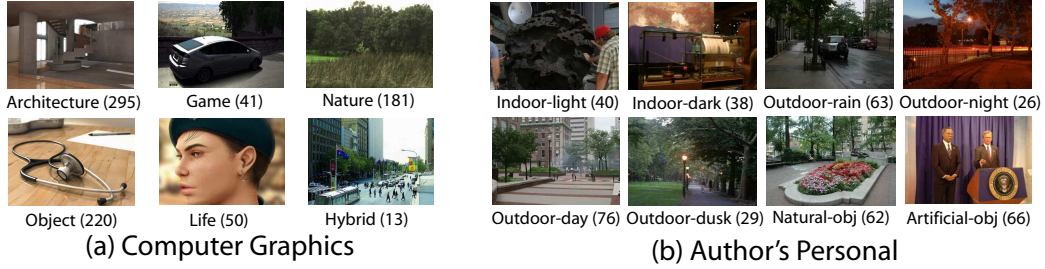 Architecture (295)
Game (41)
Nature (181)
Indoor-light (40)
Indoor-dark (38)
Outdoor-rain (63)
Outdoor-night (26)
Object (220)
Life (50)
Hybrid (13)
Outdoor-day (76)
Outdoor-dusk (29)
Natural-obj (62)
Artificial-obj (66)
(a) Computer Graphics
(b) Author's Personal